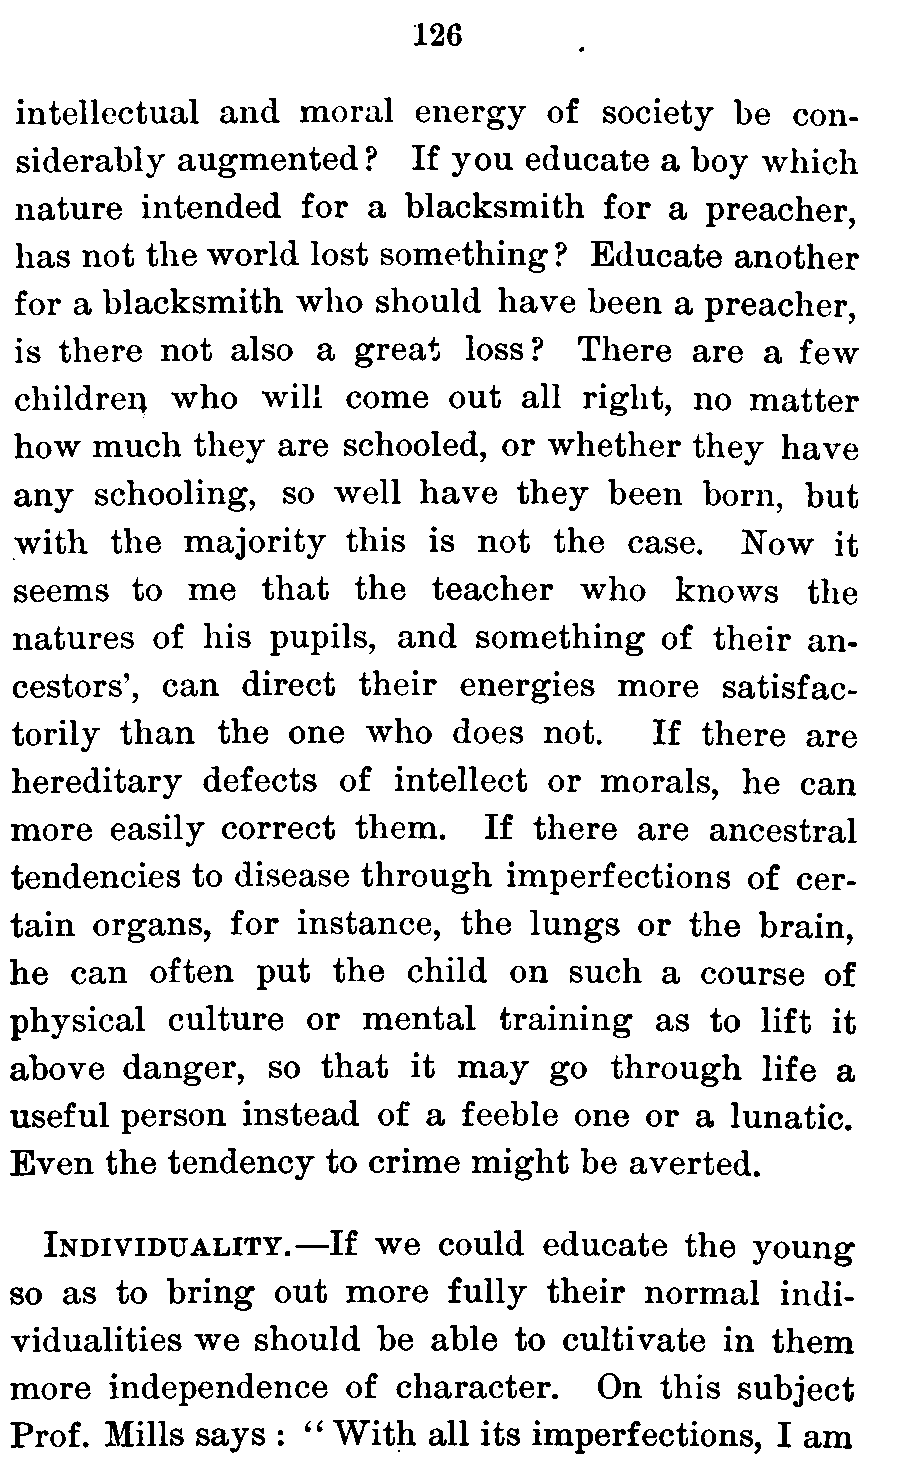 126
intellectual and moral energy of society be con-
siderably augmented? If you educate a boy which
nature intended for a blacksmith for a preacher,
has not the world lost something? Educate another
for a blacksmith who should have been a preacher,
is there not also a great loss? There are a few
children who will come out all right, no matter
how much they are schooled, or whether they have
any schooling, so well have they been born, but
with the majority this is not the case. Now it
seems to me that the teacher who knows the
natures of his pupils, and something of their an-
cestors', can direct their energies more satisfac-
torily than the one who does not. If there are
hereditary defects of intellect or morals, he can
more easily correct them. If there are ancestral
tendencies to disease through imperfections of cer-
tain organs, for instance, the lungs or the brain,
he can often put the child on such a course of
physical culture or mental training as to lift it
above danger, so that it may go through life a
useful person instead of a feeble one or a lunatic.
Even the tendency to crime might be averted.
INDIVIDUALITY.—If we could educate the young
so as to bring out more fully their normal indi-
vidualities we should be able to cultivate in them
more independence of character. On this subject
Prof. Mills says : “ With all its imperfections, I am